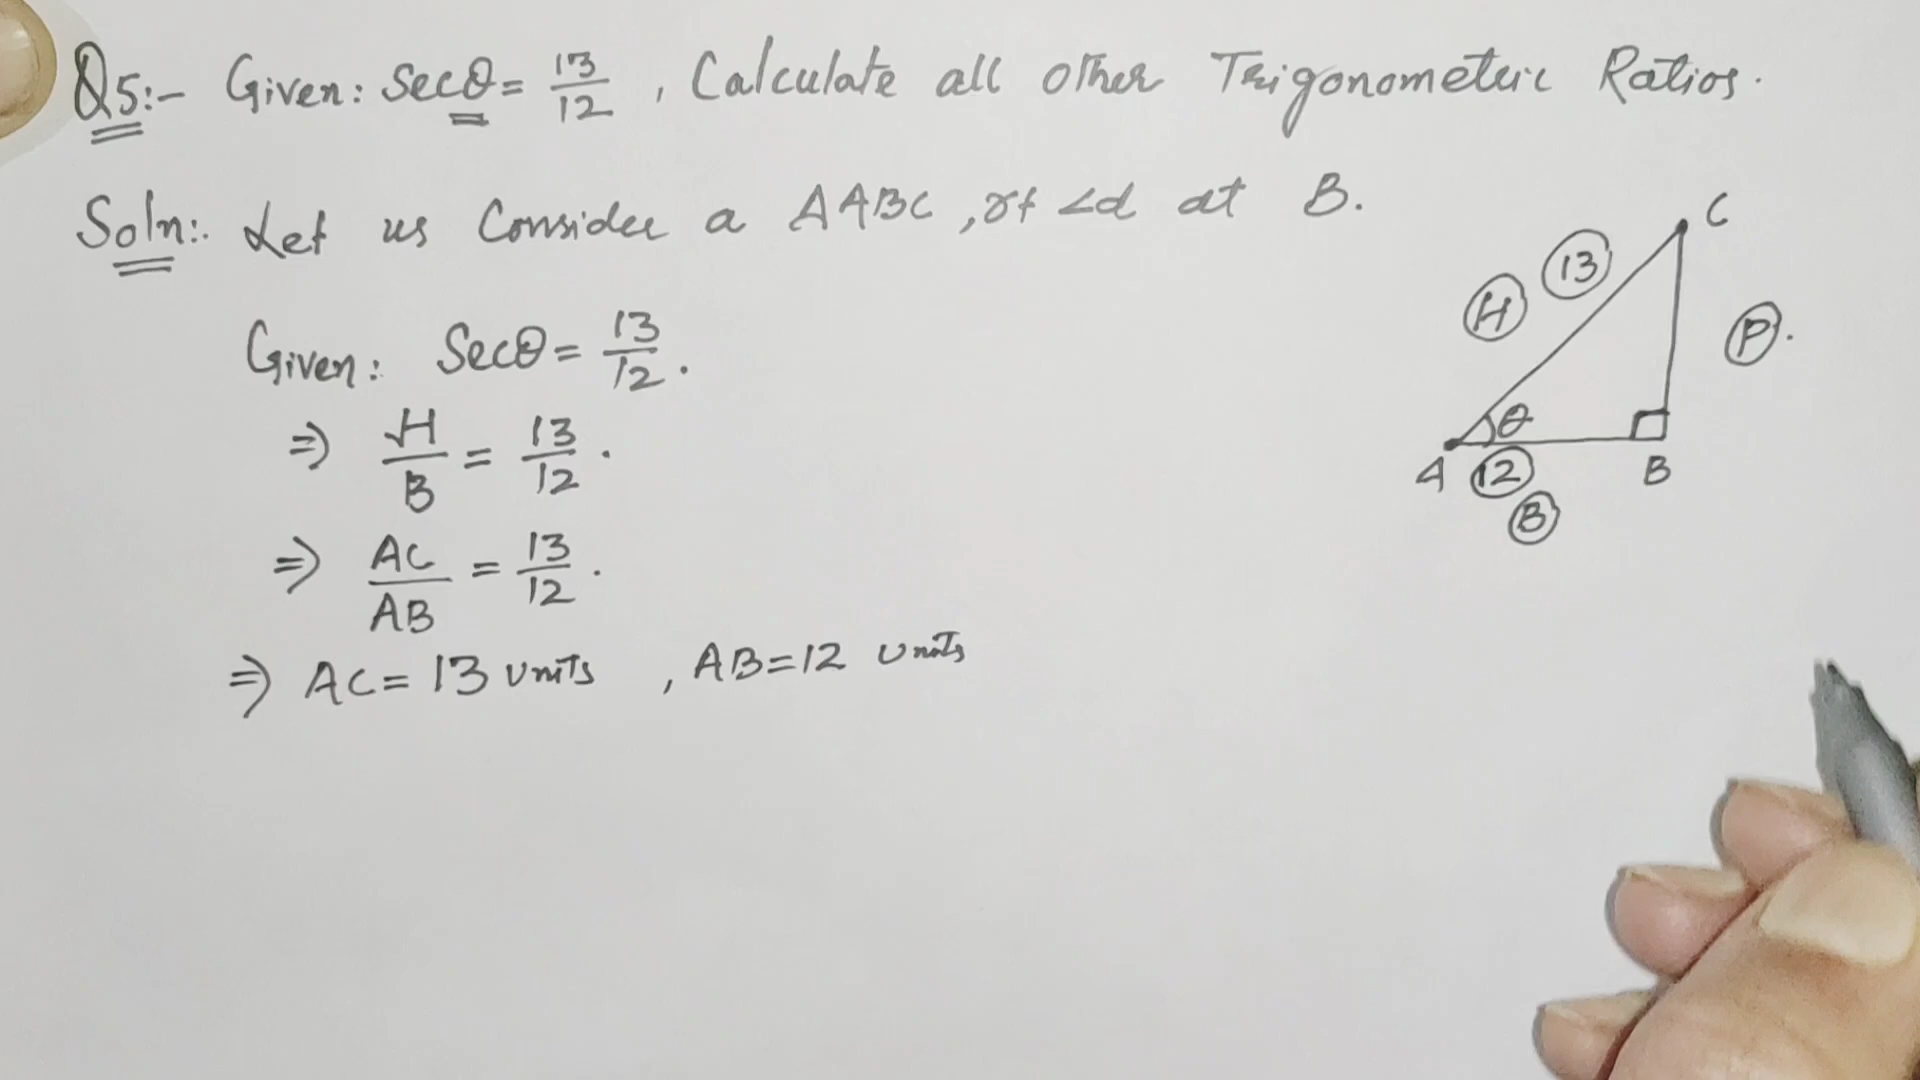 Q5:- Given: Secθ = 13/12 , Calculate all other Trigonometric Ratios.
Soln:. Let us Consider a ΔABC , rt ∠d at B.
Given: Secθ = 13/12 .
⇒ H/B = 13/12 .
⇒ AC/AB = 13/12 .
⇒ AC = 13 units , AB = 12 units
C
13
H
P .
θ
A
12
B
B